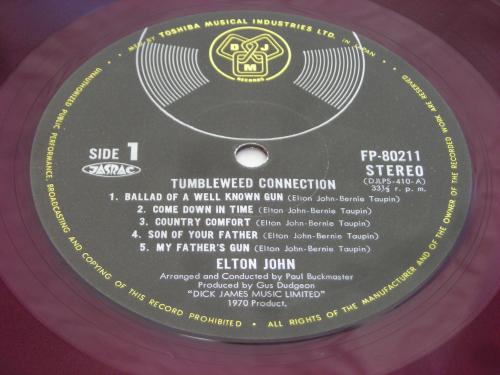 MFD. BY TOSHIBA MUSICAL INDUSTRIES LTD. IN JAPAN
DJM
RECORDS
SIDE 1
JASRAC
FP-80211
STEREO
(DJLPS-410-A)
33⅓ r. p. m.
TUMBLEWEED CONNECTION
1. BALLAD OF A WELL KNOWN GUN (Elton John-Bernie Taupin)
2. COME DOWN IN TIME (Elton John-Bernie Taupin)
3. COUNTRY COMFORT (Elton John-Bernie Taupin)
4. SON OF YOUR FATHER (Elton John-Bernie Taupin)
5. MY FATHER'S GUN (Elton John-Bernie Taupin)
ELTON JOHN
Arranged and Conducted by Paul Buckmaster
Produced by Gus Dudgeon
"DICK JAMES MUSIC LIMITED"
1970 Product.
UNAUTHORIZED PUBLIC PERFORMANCE, BROADCASTING AND COPYING OF THIS RECORD PROHIBITED • ALL RIGHTS OF THE MANUFACTURER AND OF THE OWNER OF THE RECORDED WORK ARE RESERVED